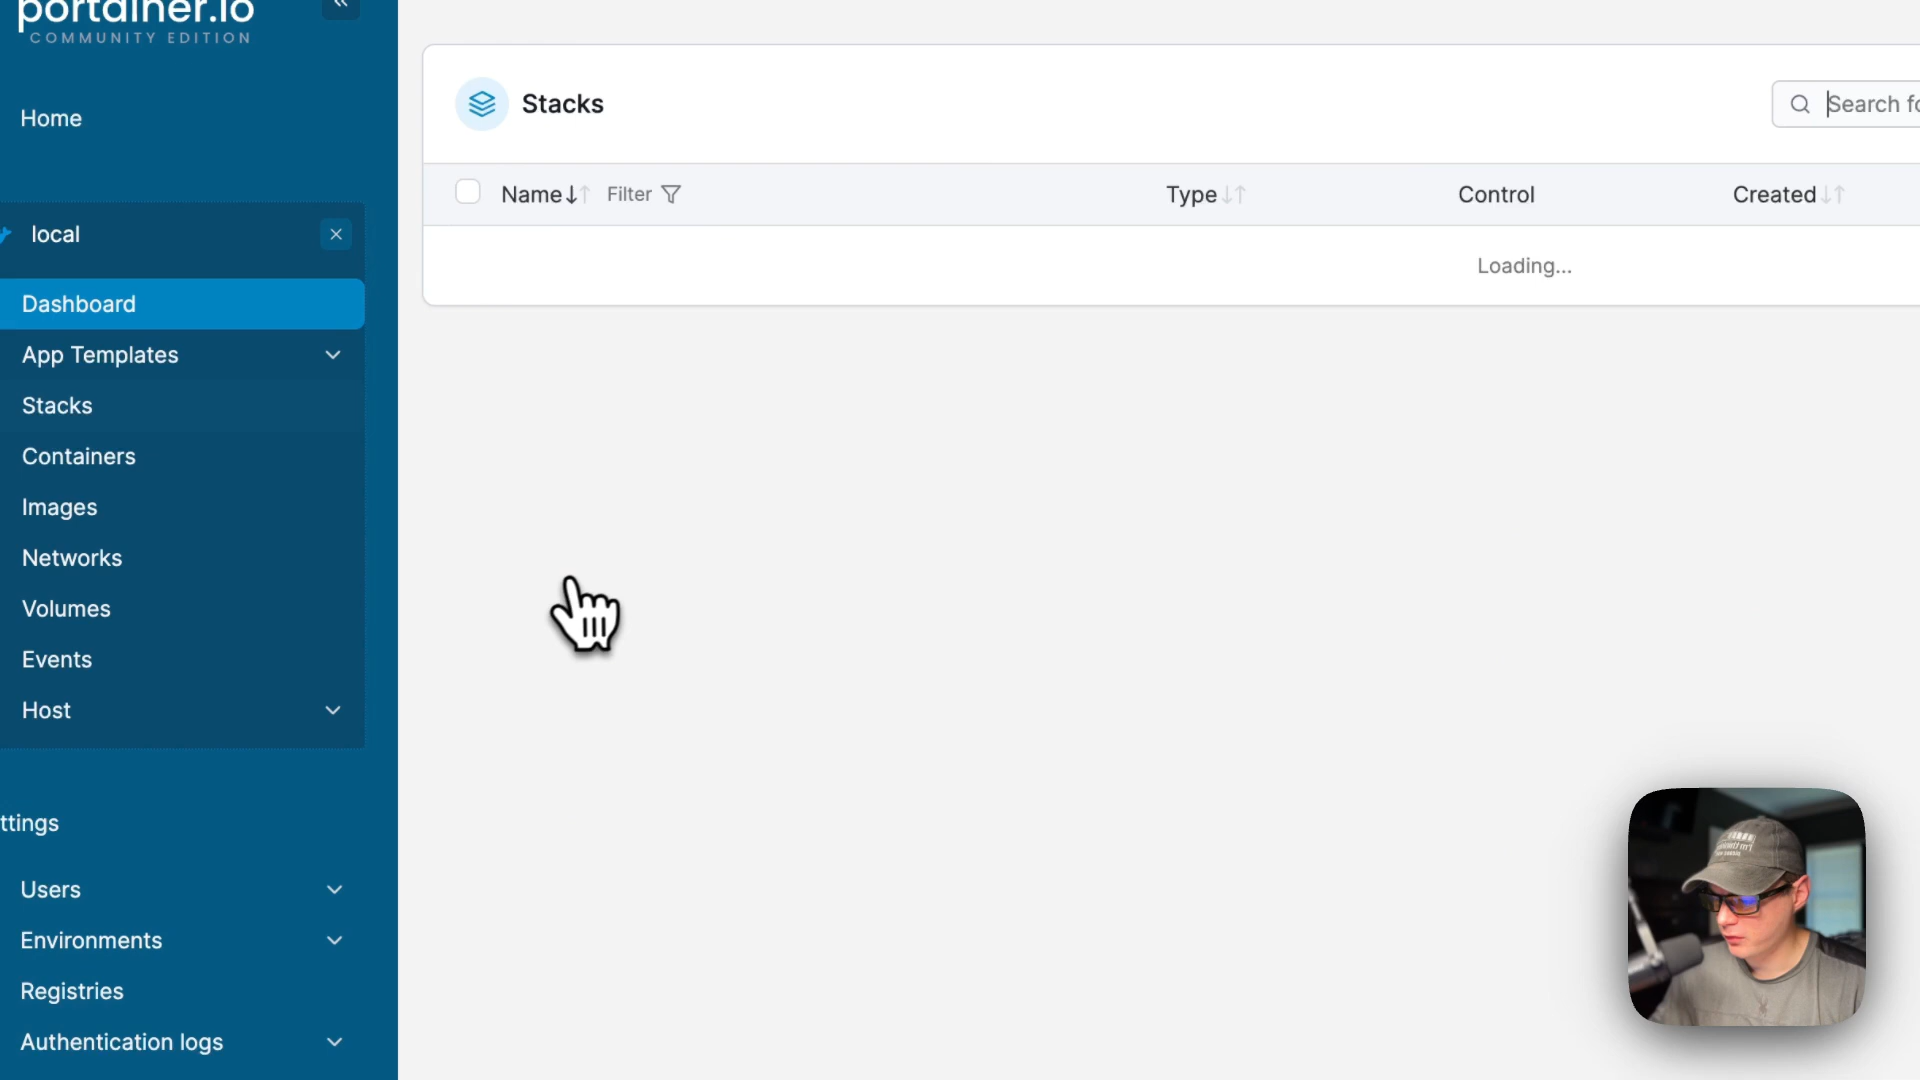 portainer.io
COMMUNITY EDITION
Home
local
Dashboard
App Templates
Stacks
Containers
Images
Networks
Volumes
Events
Host
ttings
Users
Environments
Registries
Authentication logs
Stacks
Search fo
Name Filter Type Control Created
Loading...